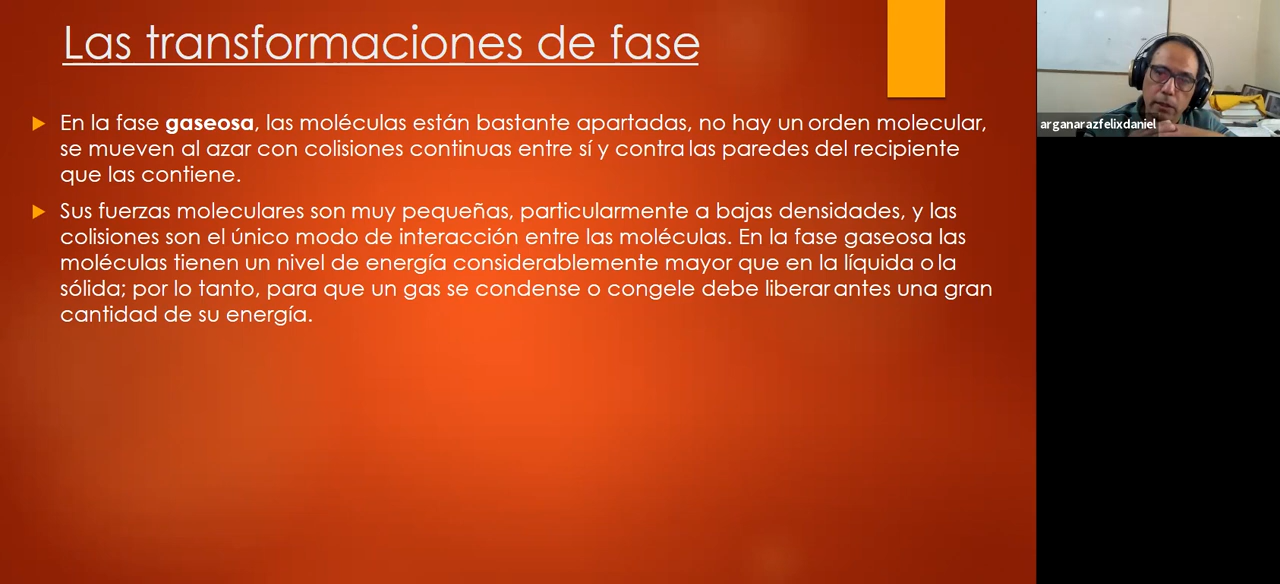 Las transformaciones de fase
En la fase gaseosa, las moléculas están bastante apartadas, no hay un orden molecular,
se mueven al azar con colisiones continuas entre sí y contra las paredes del recipiente
que las contiene.
Sus fuerzas moleculares son muy pequeñas, particularmente a bajas densidades, y las
colisiones son el único modo de interacción entre las moléculas. En la fase gaseosa las
moléculas tienen un nivel de energía considerablemente mayor que en la líquida o la
sólida; por lo tanto, para que un gas se condense o congele debe liberar antes una gran
cantidad de su energía.
arganarazfelixdaniel